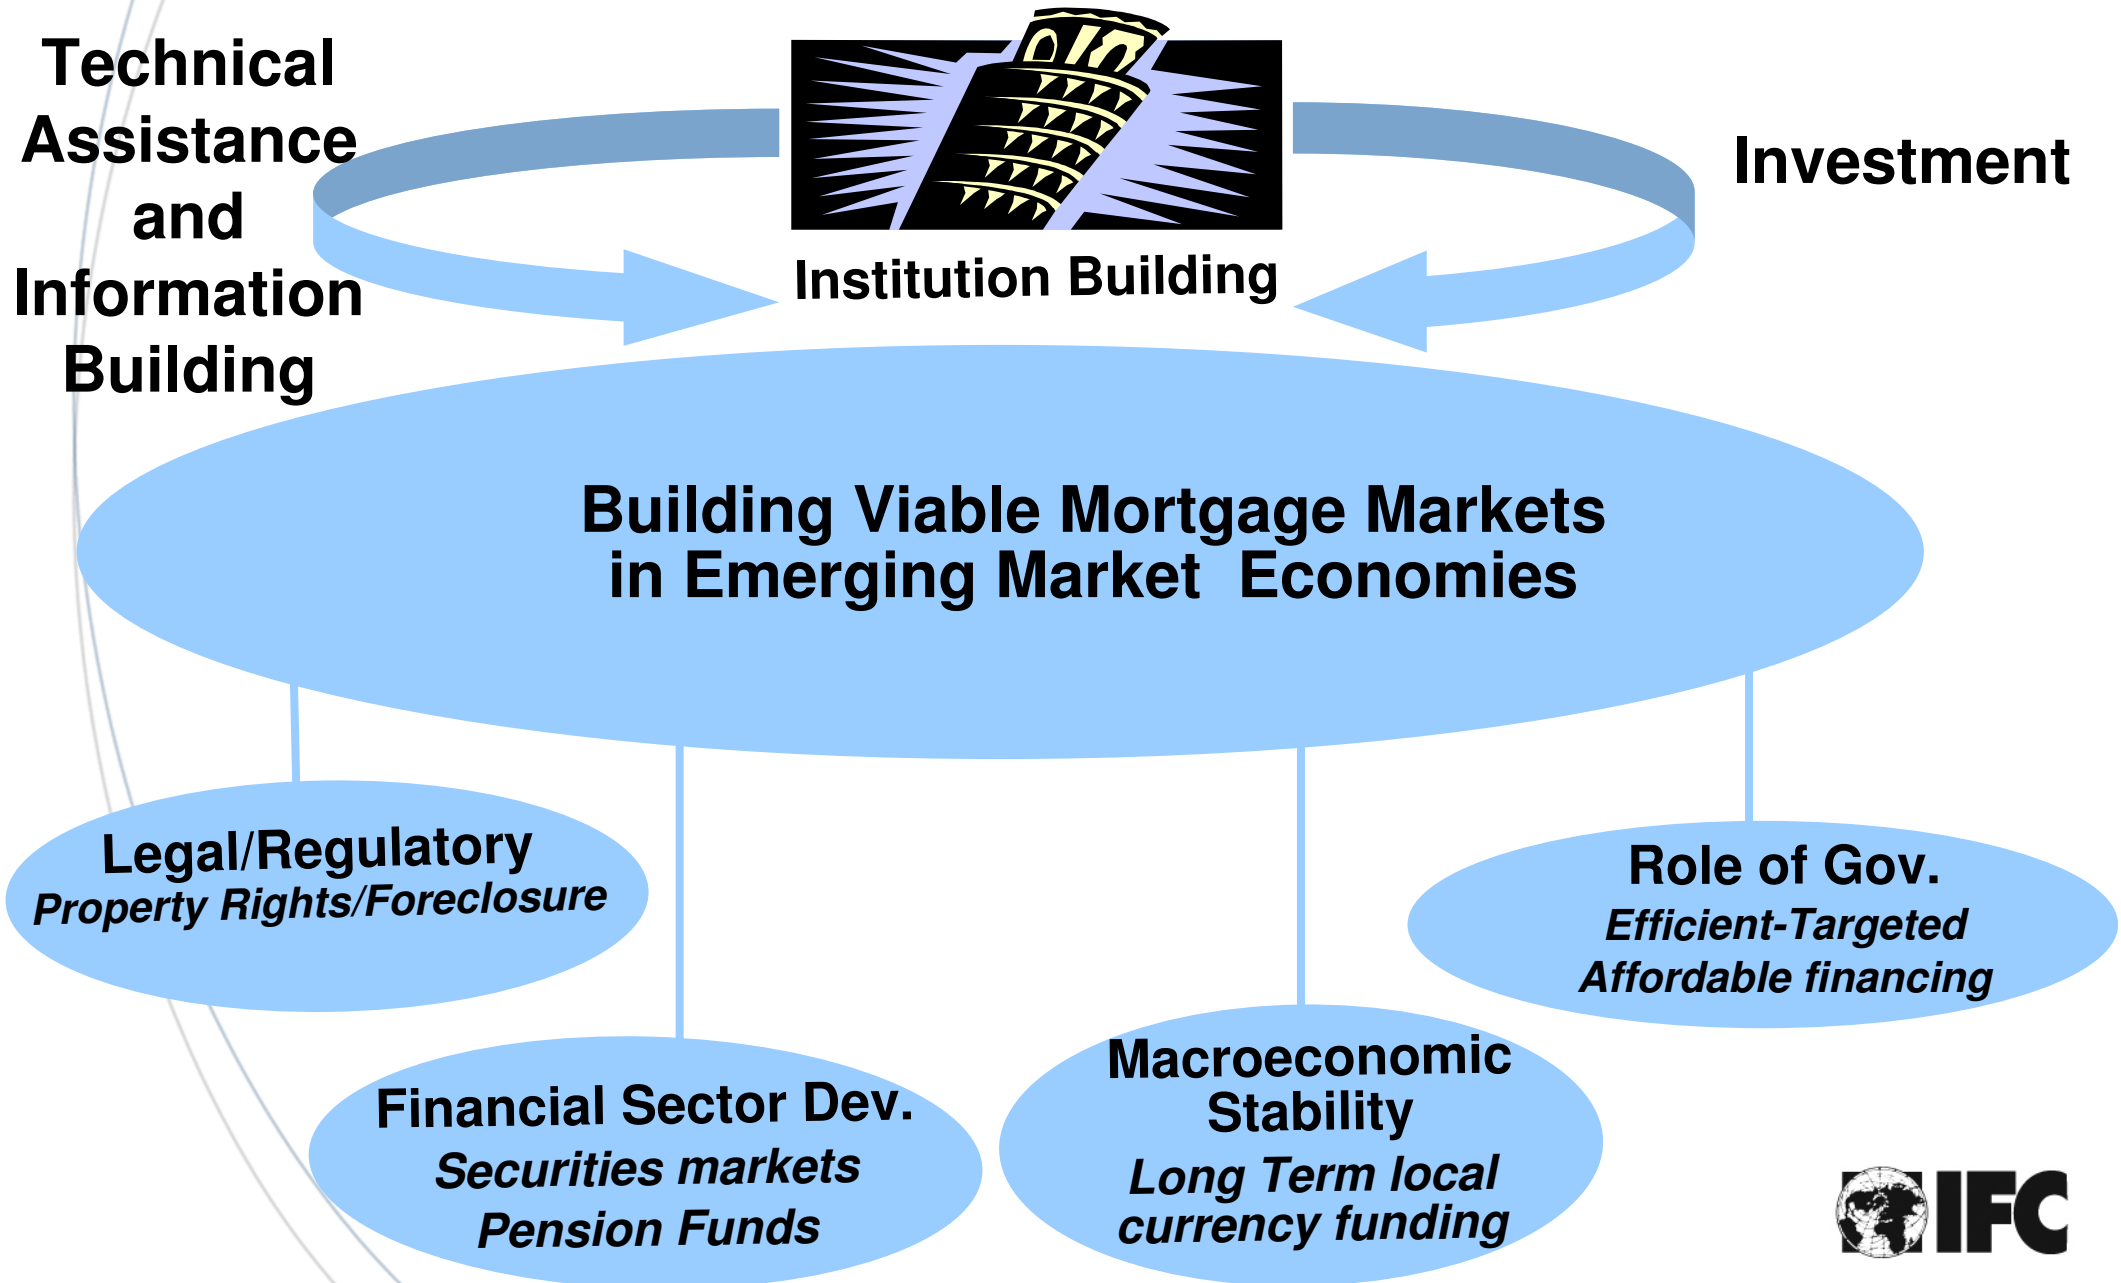 Technical
Assistance
and
Information
Building
Institution Building
Investment
Building Viable Mortgage Markets
in Emerging Market Economies
Legal/Regulatory
Property Rights/Foreclosure
Financial Sector Dev.
Securities markets
Pension Funds
Macroeconomic
Stability
Long Term local
currency funding
Role of Gov.
Efficient-Targeted
Affordable financing
IFC